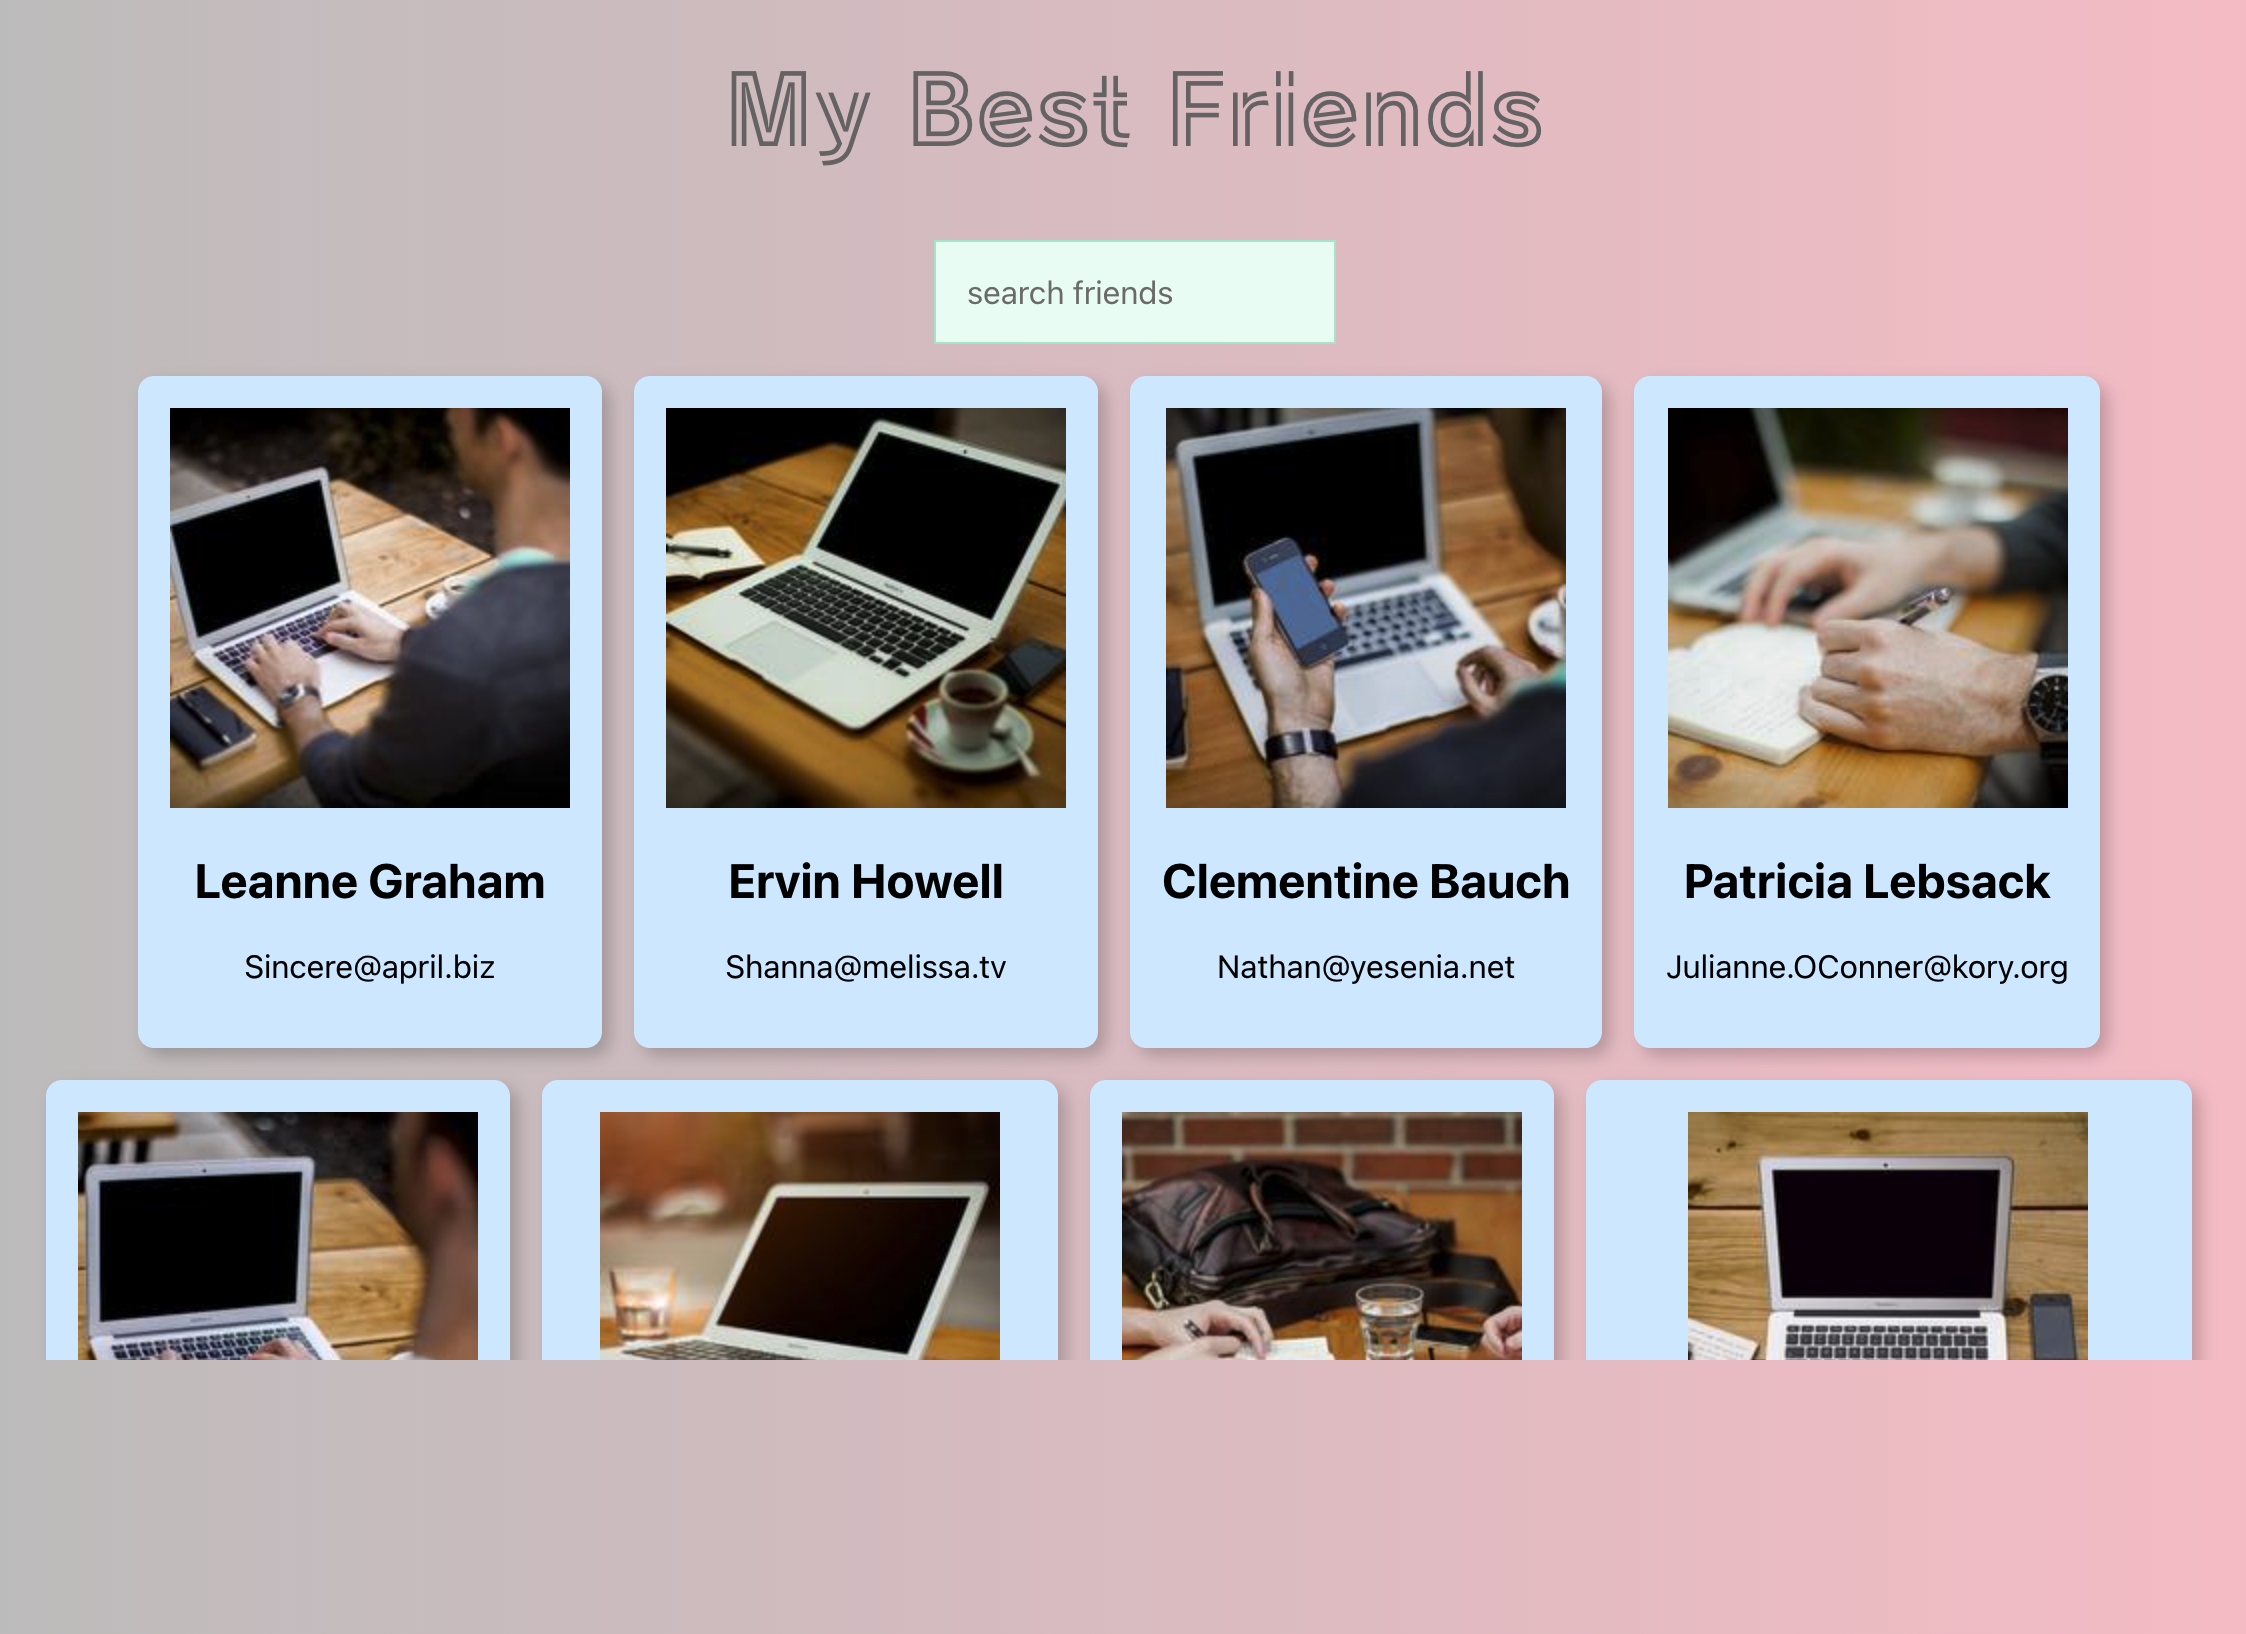 My Best Friends
search friends
Leanne Graham
Sincere@april.biz
Ervin Howell
Shanna@melissa.tv
Clementine Bauch
Nathan@yesenia.net
Patricia Lebsack
Julianne.OConner@kory.org